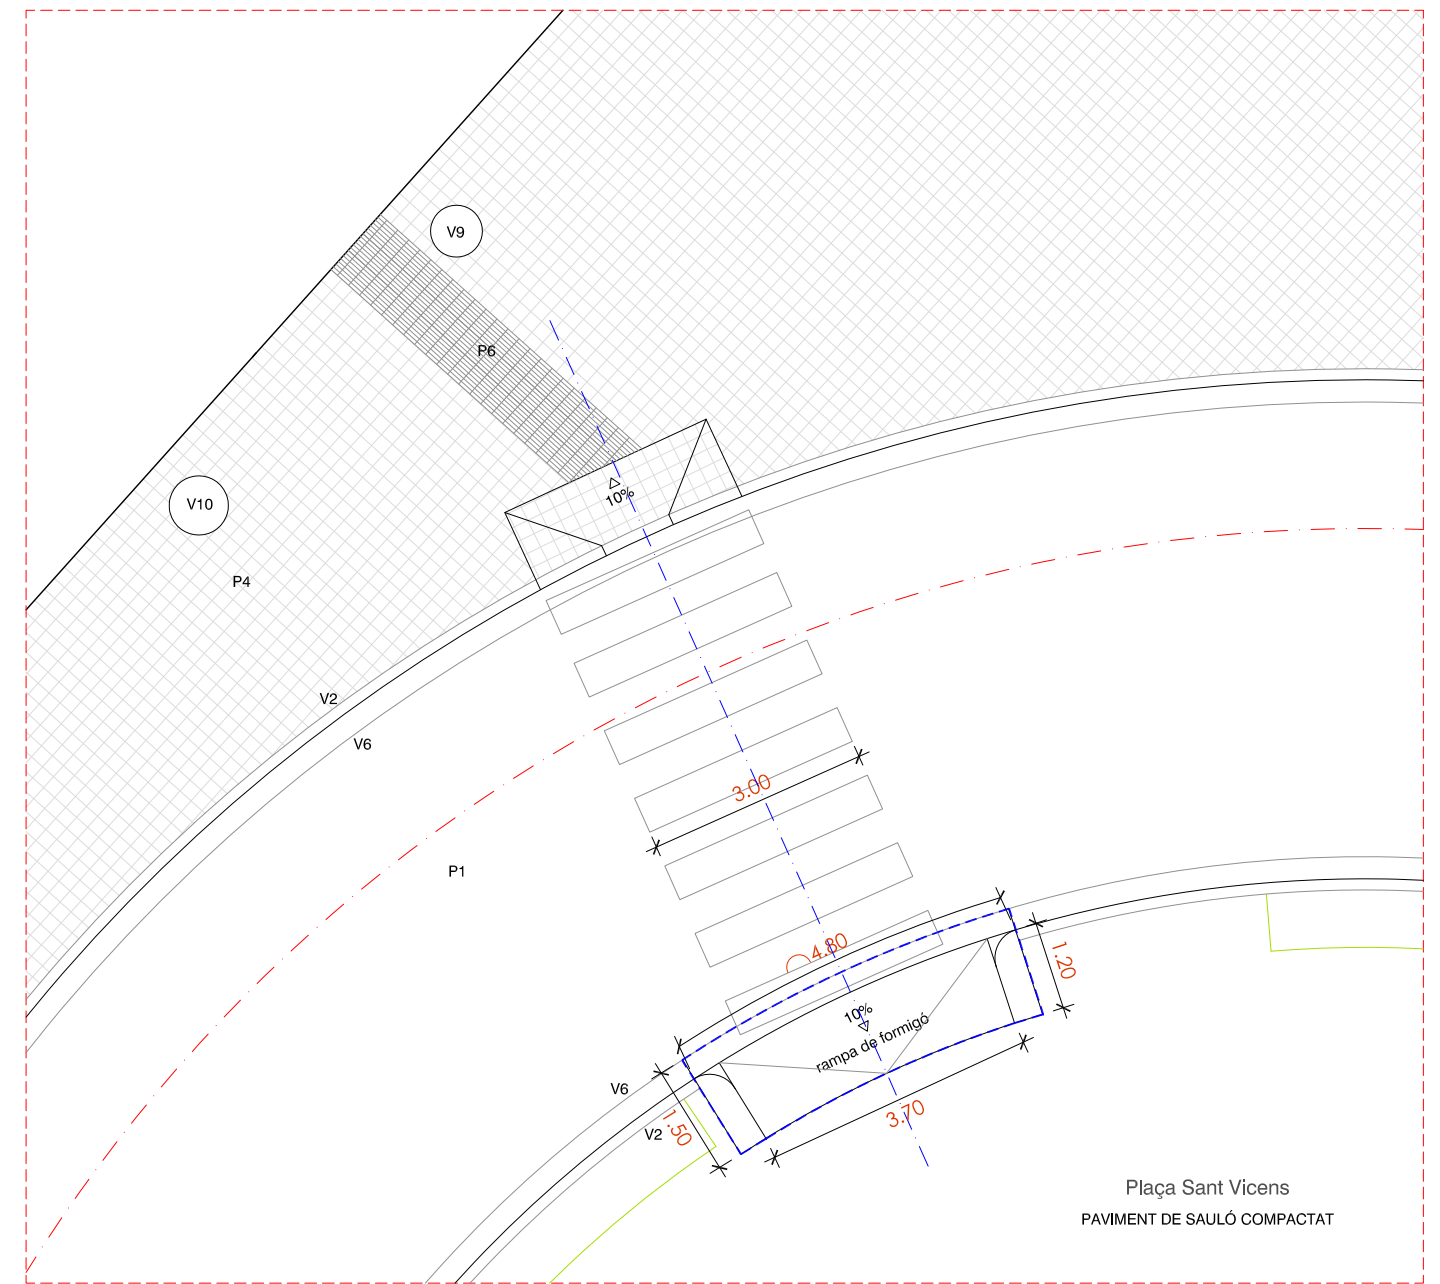 V9
P6
10%
V10
P4
V2
V6
3.00
P1
4.80
1.20
10%
rampa de formigó
V6
3.70
1.50
V2
Plaça Sant Vicens
PAVIMENT DE SAULÓ COMPACTAT